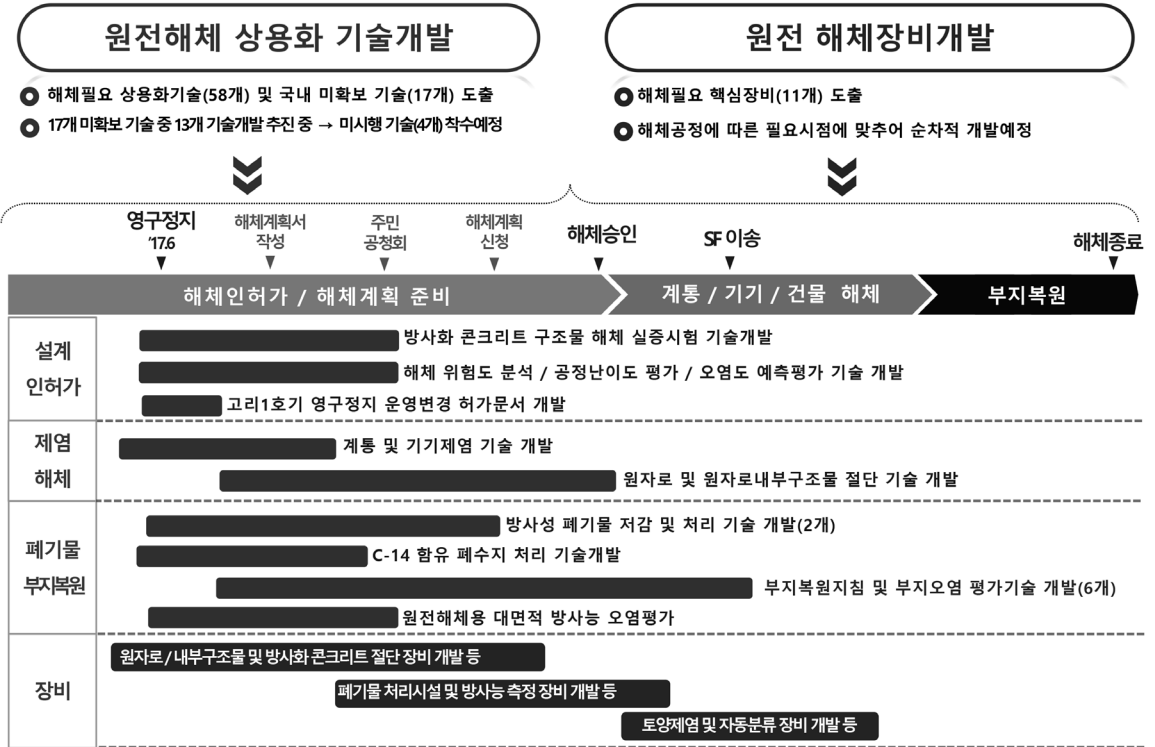 원전해체 상용화 기술개발
해체필요 상용화기술(58개) 및 국내 미확보 기술(17개) 도출
17개 미확보 기술 중 13개 기술개발 추진 중 → 미시행 기술(4개) 착수예정
원전 해체장비개발
해체필요 핵심장비(11개) 도출
해체공정에 따른 필요시점에 맞추어 순차적 개발예정
영구정지
'17.6
해체계획서
작성
주민
공청회
해체계획
신청
해체승인
SF 이송
해체종료
해체인허가 / 해체계획 준비
계통 / 기기 / 건물 해체
부지복원
설계
인허가
방사화 콘크리트 구조물 해체 실증시험 기술개발
해체 위험도 분석 / 공정난이도 평가 / 오염도 예측평가 기술 개발
고리1호기 영구정지 운영변경 허가문서 개발
제염
해체
계통 및 기기제염 기술 개발
원자로 및 원자로내부구조물 절단 기술 개발
폐기물
부지복원
방사성 폐기물 저감 및 처리 기술 개발(2개)
C-14 함유 폐수지 처리 기술개발
부지복원지침 및 부지오염 평가기술 개발(6개)
원전해체용 대면적 방사능 오염평가
장비
원자로 / 내부구조물 및 방사화 콘크리트 절단 장비 개발 등
폐기물 처리시설 및 방사능 측정 장비 개발 등
토양제염 및 자동분류 장비 개발 등